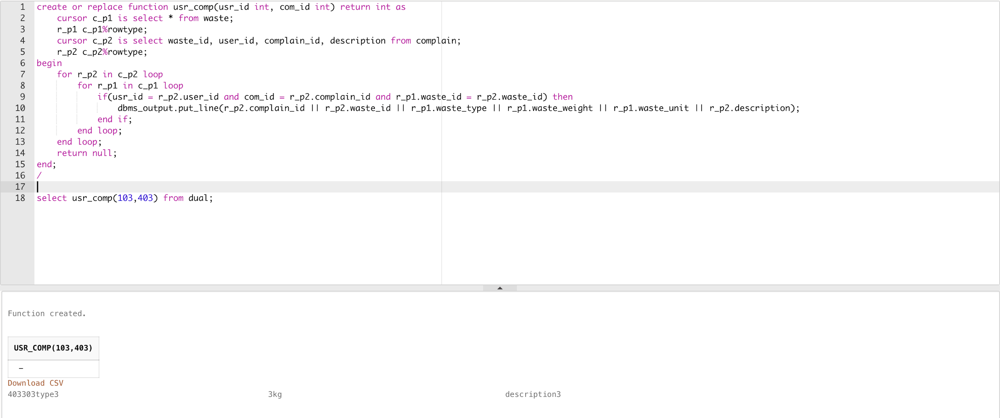 1 create or replace function usr_comp(usr_id int, com_id int) return int as
2     cursor c_p1 is select * from waste;
3     r_p1 c_p1%rowtype;
4     cursor c_p2 is select waste_id, user_id, complain_id, description from complain;
5     r_p2 c_p2%rowtype;
6 begin
7     for r_p2 in c_p2 loop
8         for r_p1 in c_p1 loop
9             if(usr_id = r_p2.user_id and com_id = r_p2.complain_id and r_p1.waste_id = r_p2.waste_id) then
10                 dbms_output.put_line(r_p2.complain_id || r_p2.waste_id || r_p1.waste_type || r_p1.waste_weight || r_p1.waste_unit || r_p2.description);
11             end if;
12         end loop;
13     end loop;
14     return null;
15 end;
16 /
17
18 select usr_comp(103,403) from dual;
Function created.
USR_COMP(103,403)
–
Download CSV
403303type3 3kg description3